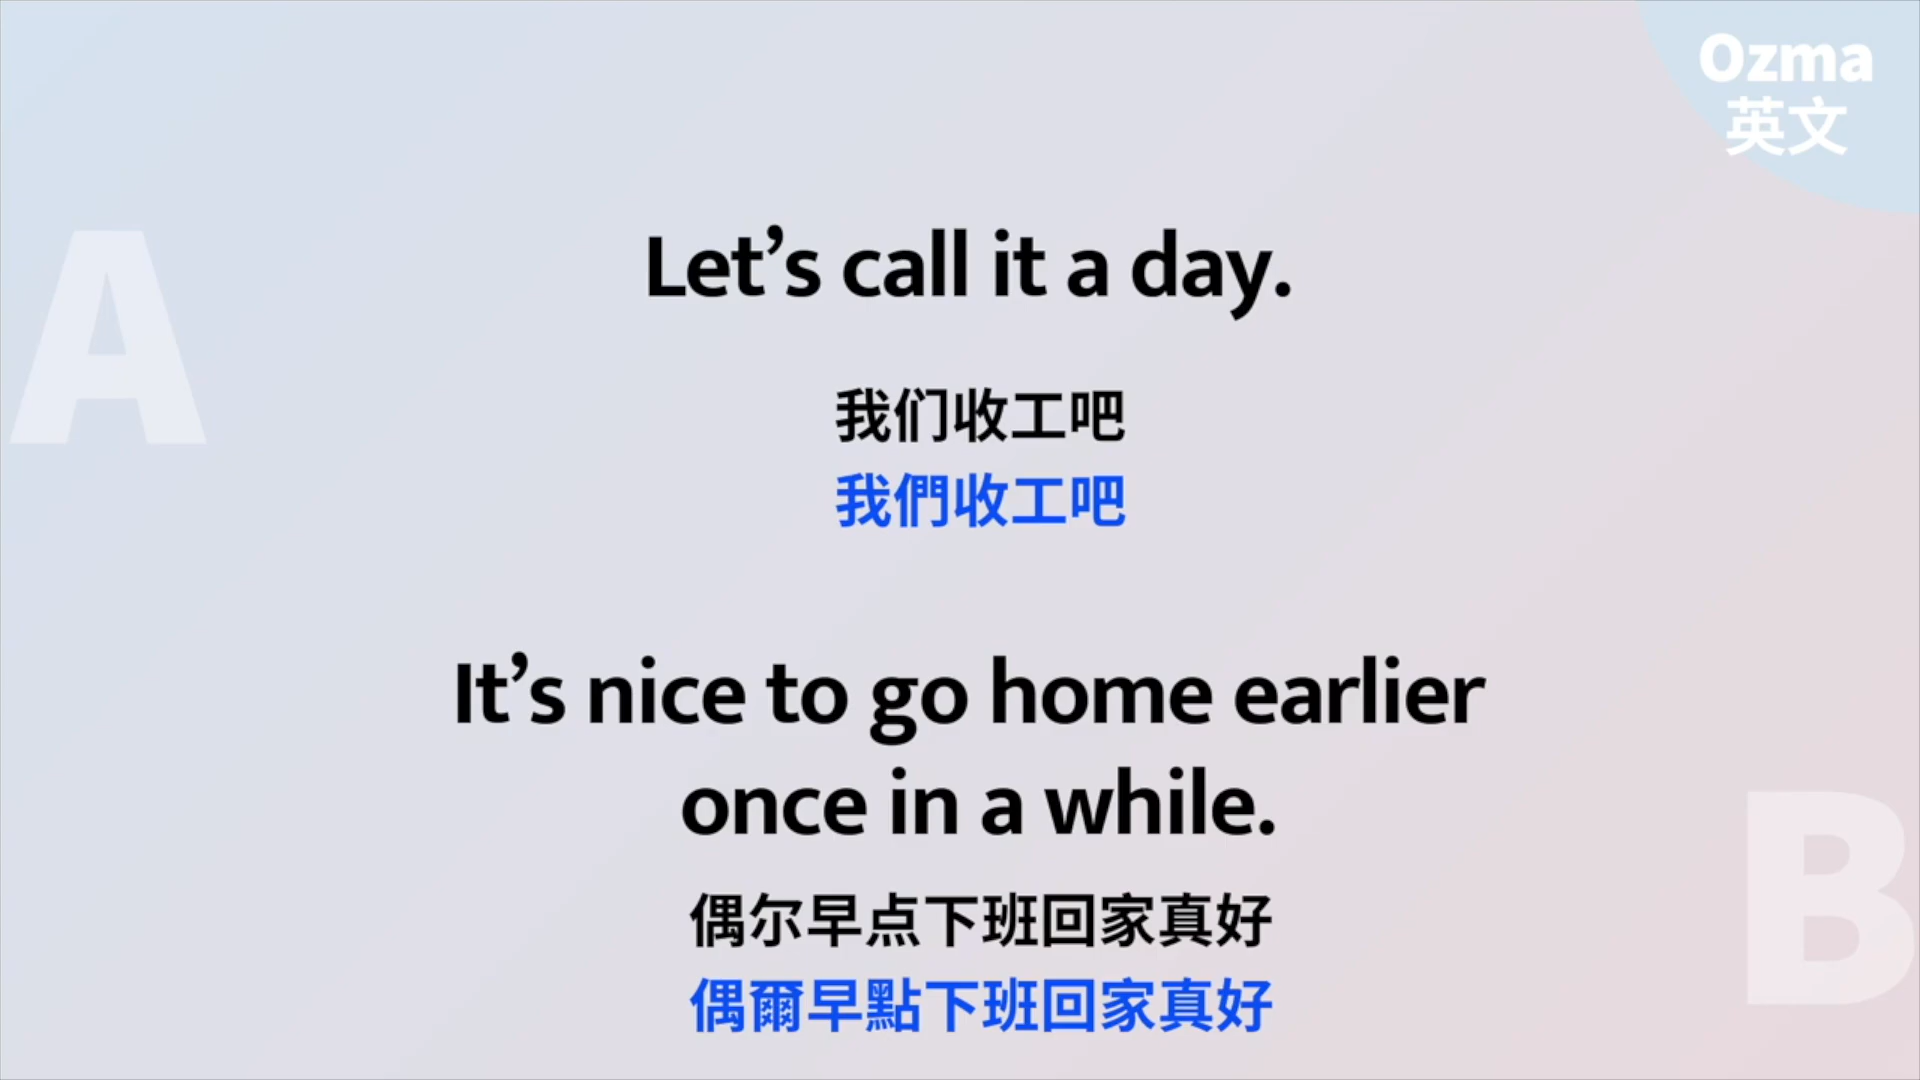 Ozma
英文
A
Let’s call it a day.
我们收工吧
我們收工吧
It’s nice to go home earlier
once in a while.
B
偶尔早点下班回家真好
偶爾早點下班回家真好